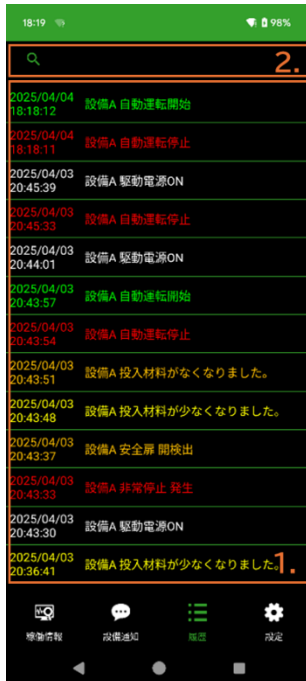 18:19 98%
2.
2025/04/04
18:18:12 設備A 自動運転開始
2025/04/04
18:18:11 設備A 自動運転停止
2025/04/03
20:45:39 設備A 駆動電源ON
2025/04/03
20:45:33 設備A 自動運転停止
2025/04/03
20:44:01 設備A 駆動電源ON
2025/04/03
20:43:57 設備A 自動運転開始
2025/04/03
20:43:54 設備A 自動運転停止
2025/04/03
20:43:51 設備A 投入材料がなくなりました。
2025/04/03
20:43:48 設備A 投入材料が少なくなりました。
2025/04/03
20:43:37 設備A 安全扉 開検出
2025/04/03
20:43:33 設備A 非常停止 発生
2025/04/03
20:43:30 設備A 駆動電源ON
2025/04/03
20:36:41 設備A 投入材料が少なくなりました。
1.
稼働情報 設備通知 履歴 設定